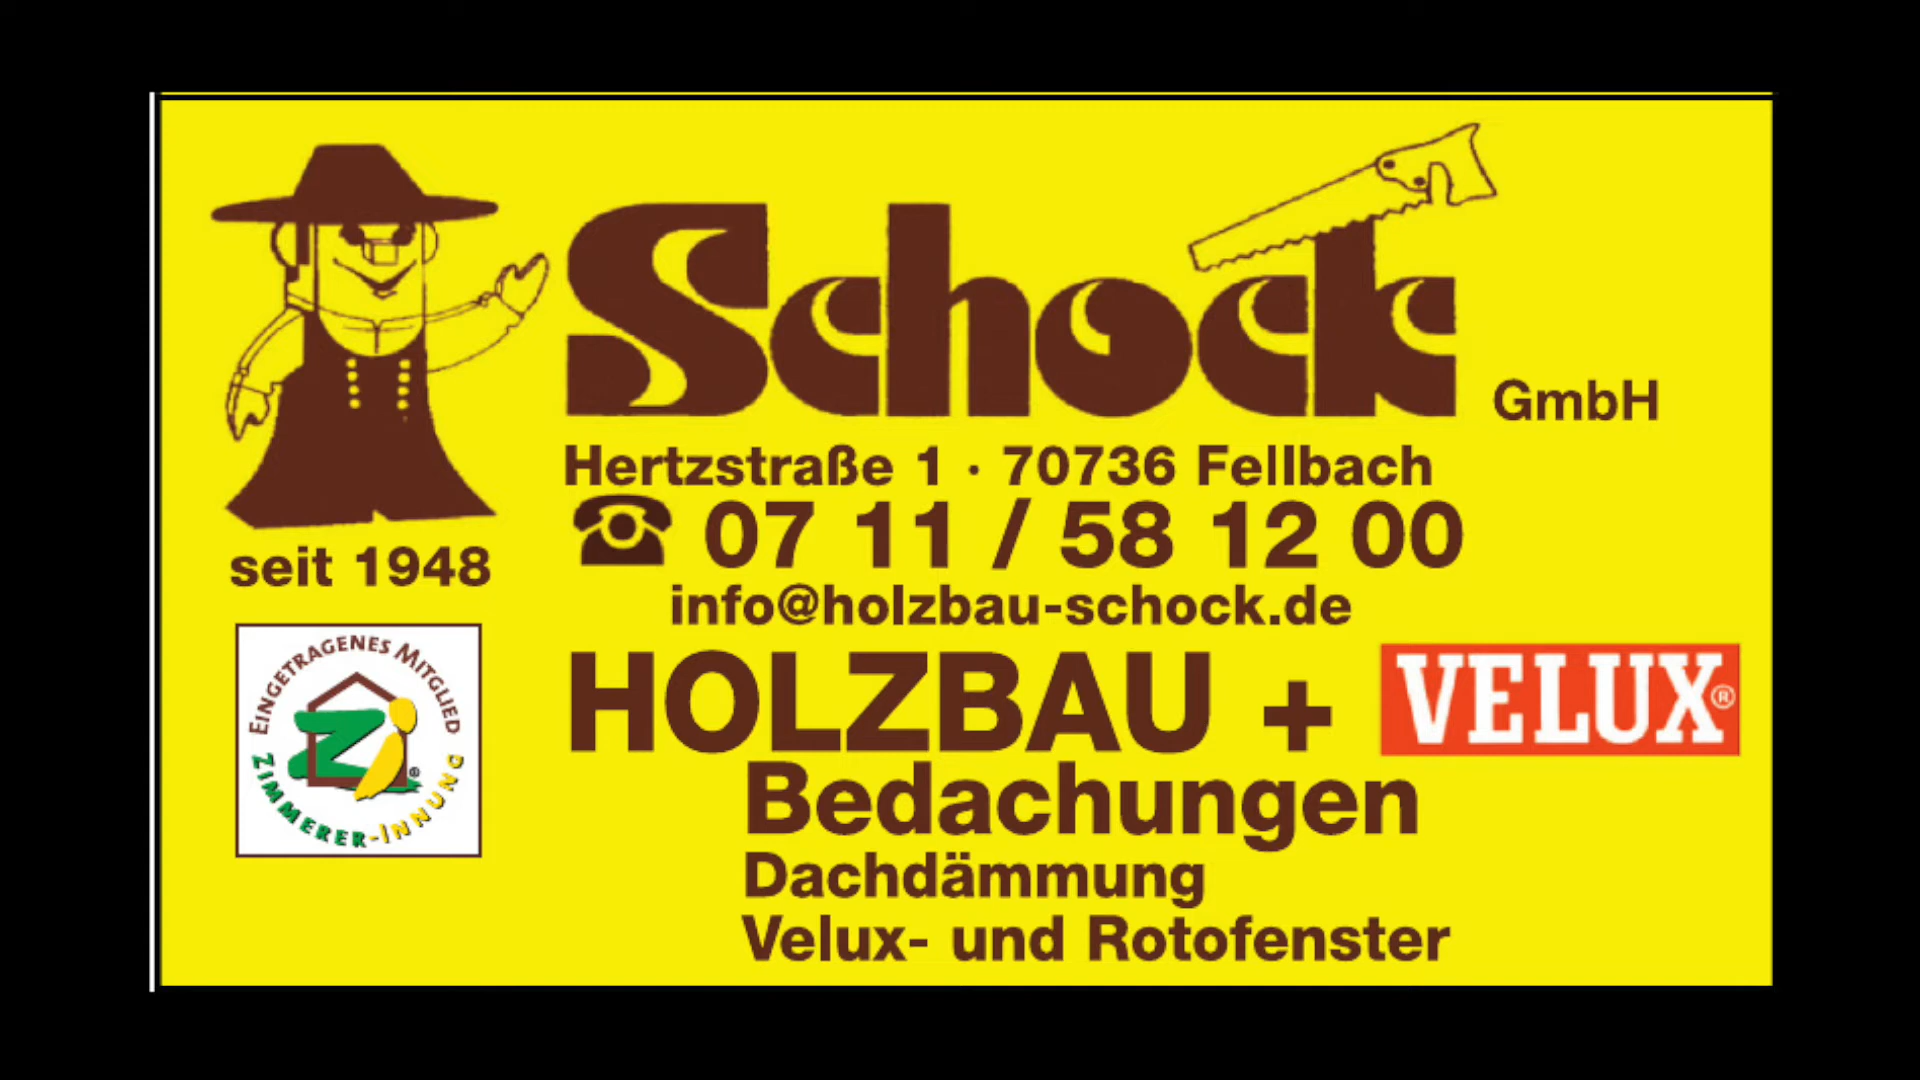 Schock GmbH
Hertzstraße 1 · 70736 Fellbach
☎ 07 11 / 58 12 00
info@holzbau-schock.de
seit 1948
EINGETRAGENES MITGLIED
ZIMMERER-INNUNG
Zi®
HOLZBAU + VELUX®
Bedachungen
Dachdämmung
Velux- und Rotofenster